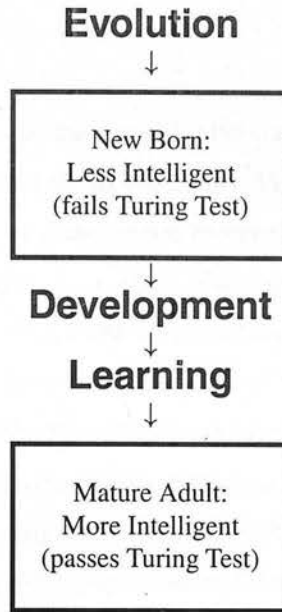 Evolution
↓
New Born:
Less Intelligent
(fails Turing Test)
↓
Development
↓
Learning
↓
Mature Adult:
More Intelligent
(passes Turing Test)